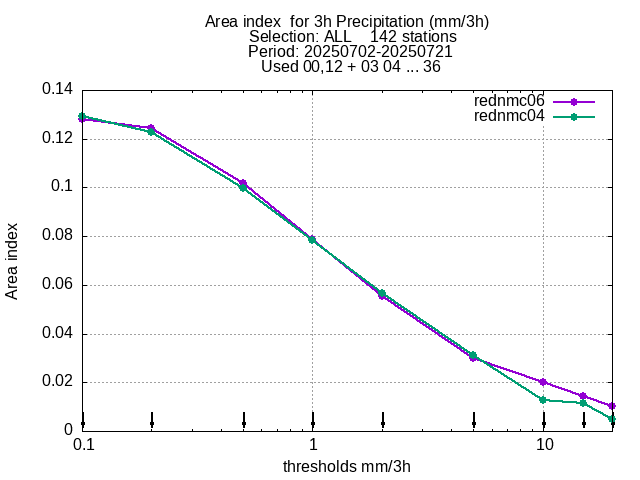 Area index  for 3h Precipitation (mm/3h)
Selection: ALL    142 stations
Period: 20250702-20250721
Used 00,12 + 03 04 ... 36
rednmc06
rednmc04
0.14
0.12
0.1
0.08
0.06
0.04
0.02
0
Area index
0.1 1 10
thresholds mm/3h